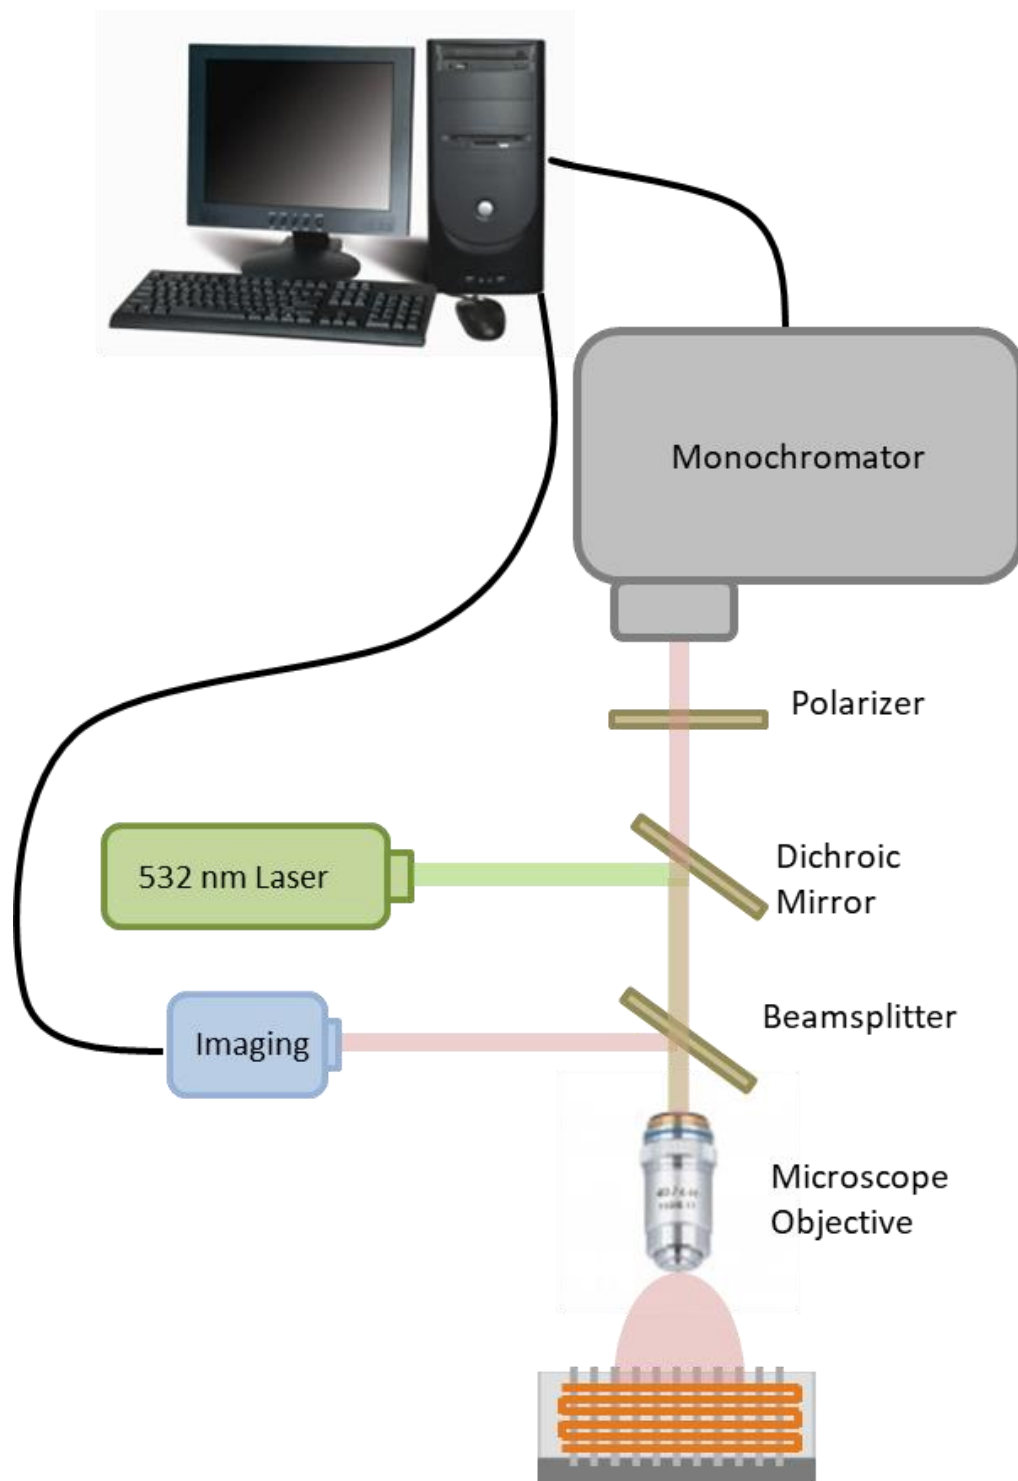 Monochromator
Polarizer
532 nm Laser
Dichroic
Mirror
Beamsplitter
Imaging
Microscope
Objective